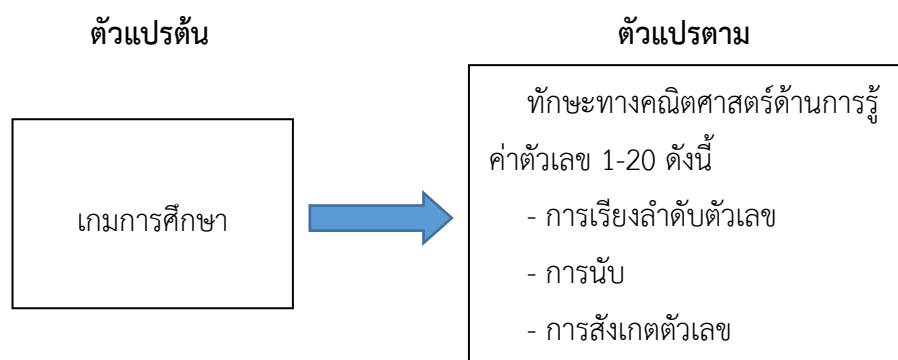 ตัวแปรต้น
ตัวแปรตาม
เกมการศึกษา
ทักษะทางคณิตศาสตร์ด้านการรู้
ค่าตัวเลข 1-20 ดังนี้
- การเรียงลำดับตัวเลข
- การนับ
- การสังเกตตัวเลข